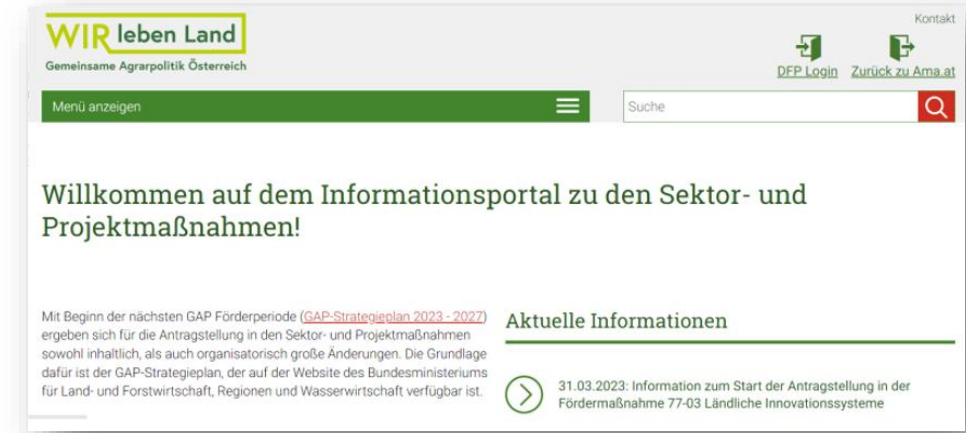 WIR leben Land
Gemeinsame Agrarpolitik Österreich
Kontakt
DFP Login Zurück zu Ama.at
Menü anzeigen
Suche
Willkommen auf dem Informationsportal zu den Sektor- und
Projektmaßnahmen!
Mit Beginn der nächsten GAP Förderperiode (GAP-Strategieplan 2023 - 2027)
ergeben sich für die Antragstellung in den Sektor- und Projektmaßnahmen
sowohl inhaltlich, als auch organisatorisch große Änderungen. Die Grundlage
dafür ist der GAP-Strategieplan, der auf der Website des Bundesministeriums
für Land- und Forstwirtschaft, Regionen und Wasserwirtschaft verfügbar ist.
Aktuelle Informationen
31.03.2023: Information zum Start der Antragstellung in der
Fördermaßnahme 77-03 Ländliche Innovationssysteme